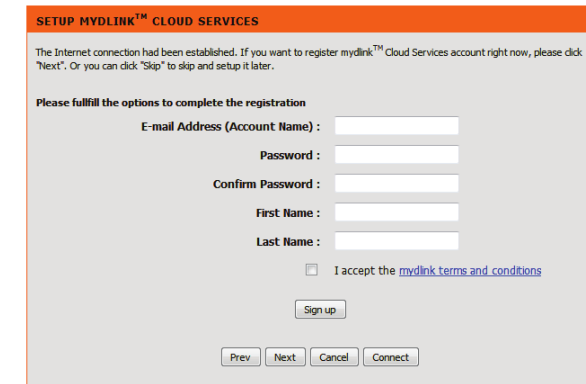 SETUP MYDLINK™ CLOUD SERVICES
The Internet connection had been established. If you want to register mydlink™ Cloud Services account right now, please click
"Next". Or you can click "Skip" to skip and setup it later.
Please fullfill the options to complete the registration
E-mail Address (Account Name) :
Password :
Confirm Password :
First Name :
Last Name :
I accept the mydlink terms and conditions
Sign up
Prev Next Cancel Connect